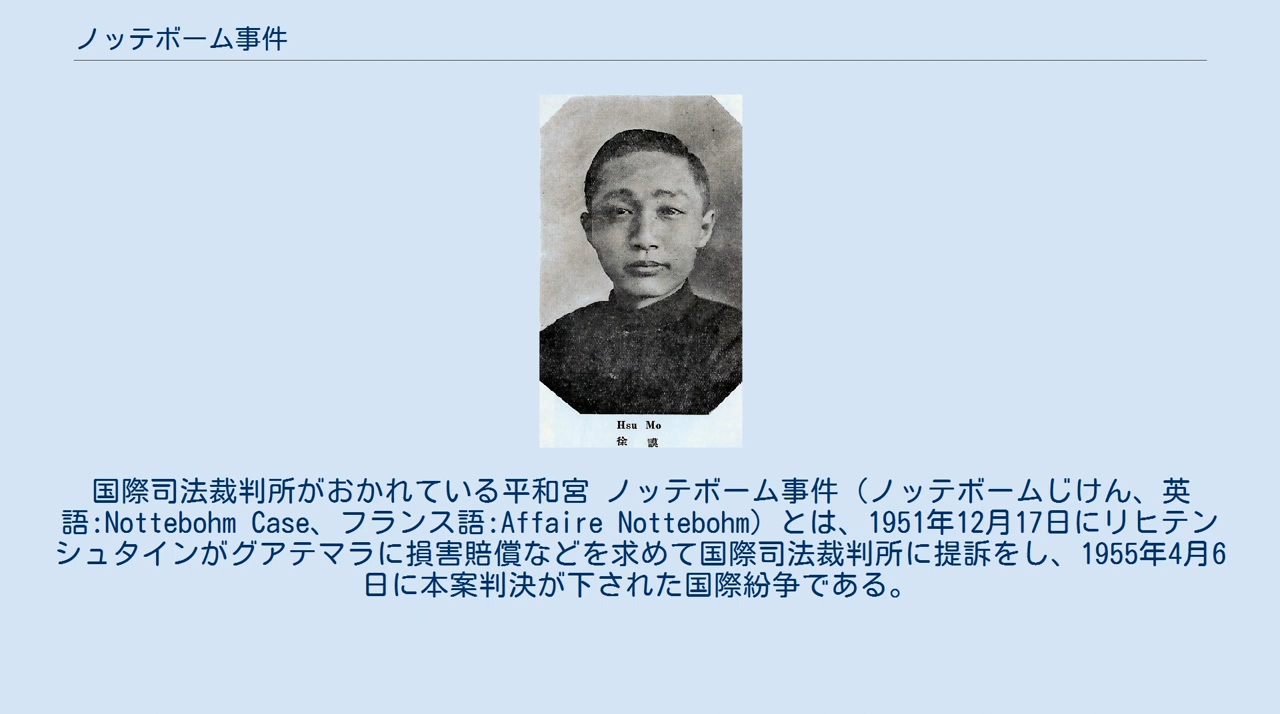 ノッテボーム事件
Hsu Mo
徐 謨
国際司法裁判所がおかれている平和宮 ノッテボーム事件（ノッテボームじけん、英
語:Nottebohm Case、フランス語:Affaire Nottebohm）とは、1951年12月17日にリヒテン
シュタインがグアテマラに損害賠償などを求めて国際司法裁判所に提訴をし、1955年4月6
日に本案判決が下された国際紛争である。